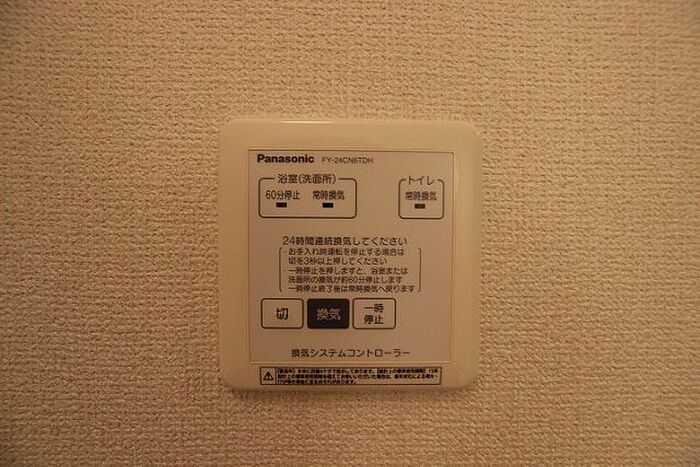 Panasonic FY-24CN6TDH
浴室(洗面所)
60分停止 常時換気
トイレ
常時換気
24時間連続換気してください
・お手入れ時運転を停止する場合は
切を3秒以上押してください
・一時停止を押しますと、浴室または
洗面所の換気が約60分停止します
・一時停止終了後は常時換気へ戻ります
切
換気
一時
停止
換気システムコントローラー